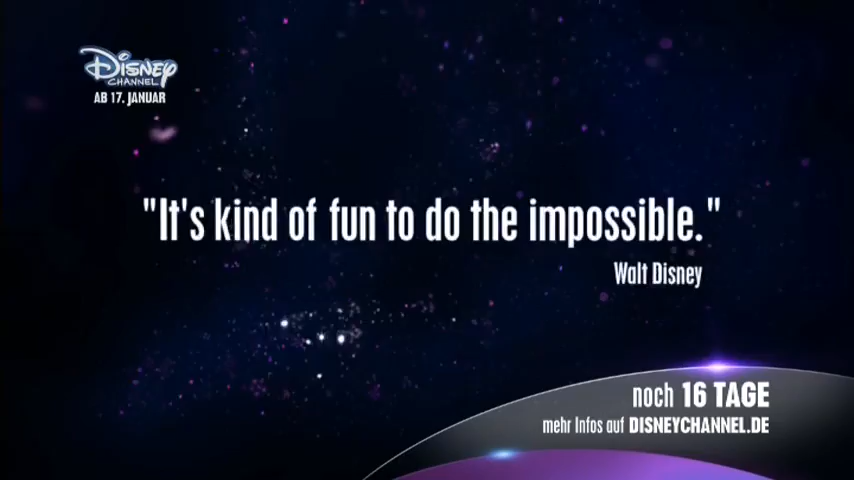 Disney
CHANNEL
AB 17. JANUAR
"It's kind of fun to do the impossible."
Walt Disney
noch 16 TAGE
mehr Infos auf DISNEYCHANNEL.DE